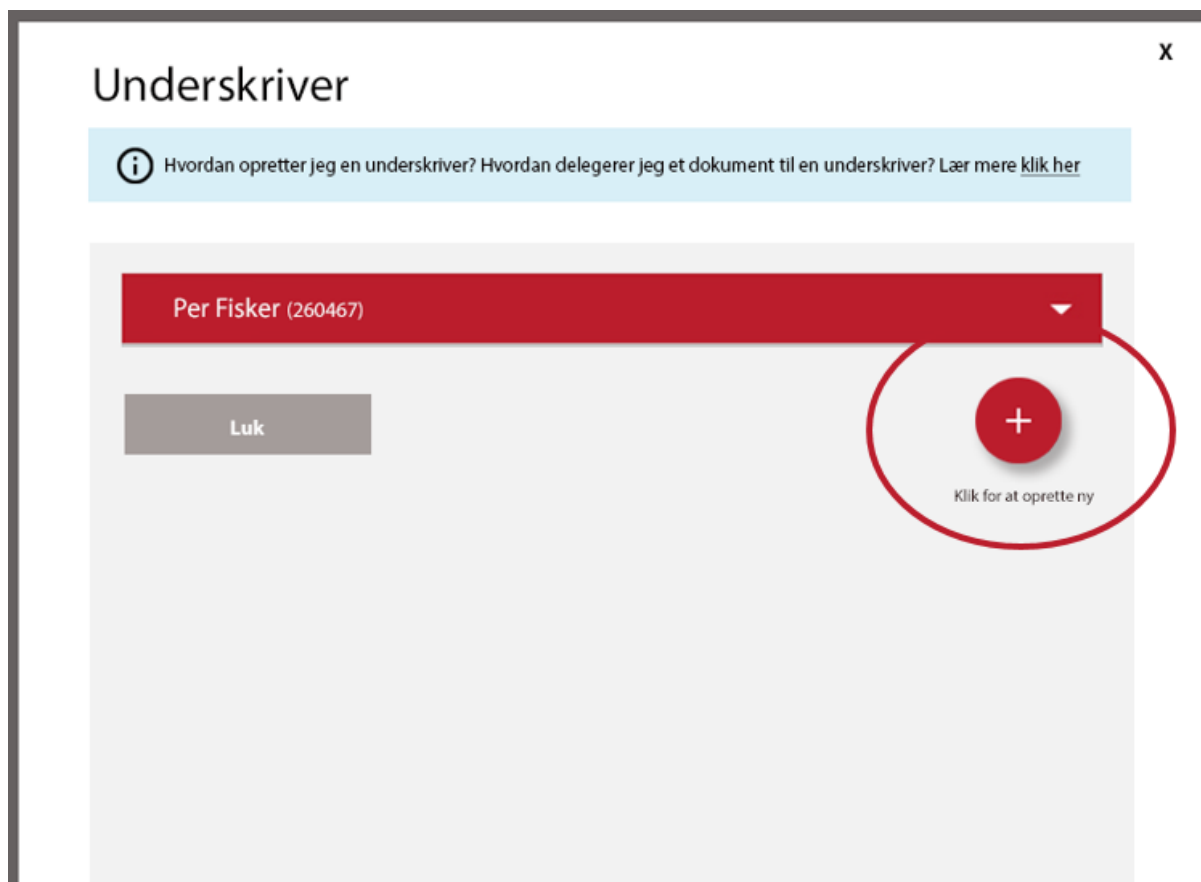 X
Underskriver
Hvordan opretter jeg en underskriver? Hvordan delegerer jeg et dokument til en underskriver? Lær mere klik her
Per Fisker (260467)
Luk
Klik for at oprette ny